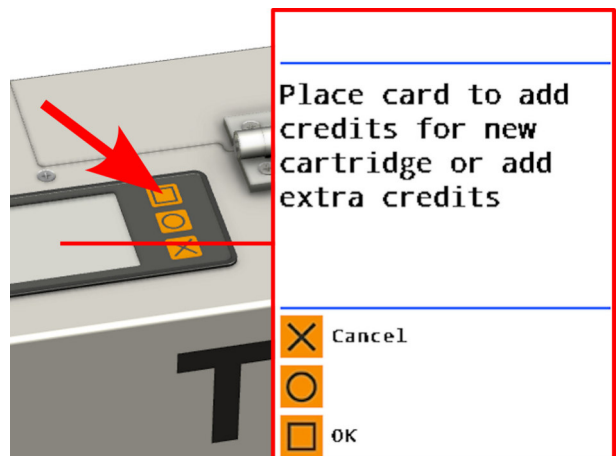 Place card to add
credits for new
cartridge or add
extra credits
Cancel
OK
T